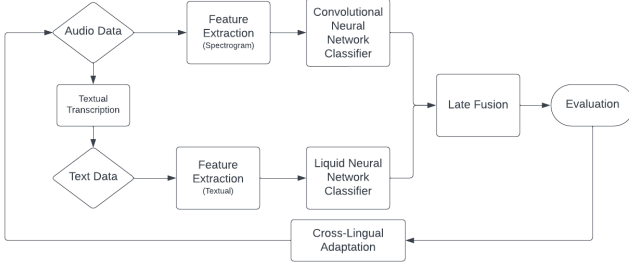 Audio Data
Feature
Extraction
(Spectrogram)
Convolutional
Neural
Network
Classifier
Textual
Transcription
Late Fusion
Evaluation
Text Data
Feature
Extraction
(Textual)
Liquid Neural
Network
Classifier
Cross-Lingual
Adaptation